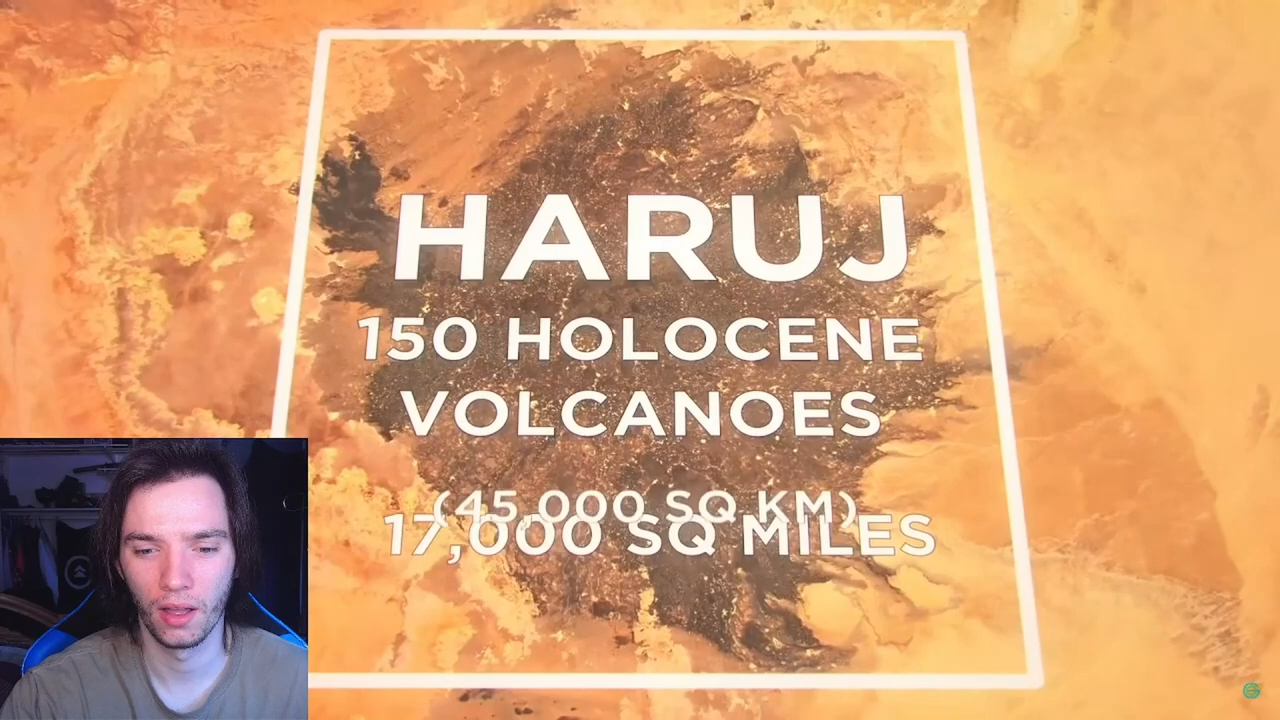 HARUJ
150 HOLOCENE
VOLCANOES
(45,000 SQ KM)
17,000 SQ MILES